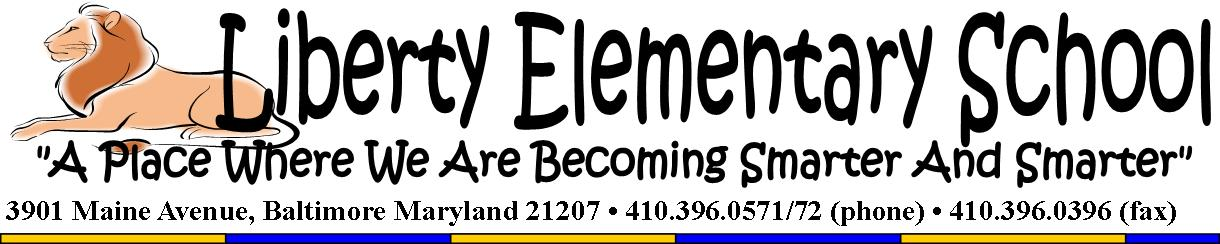 Liberty Elementary School
"A Place Where We Are Becoming Smarter And Smarter"
3901 Maine Avenue, Baltimore Maryland 21207 • 410.396.0571/72 (phone) • 410.396.0396 (fax)